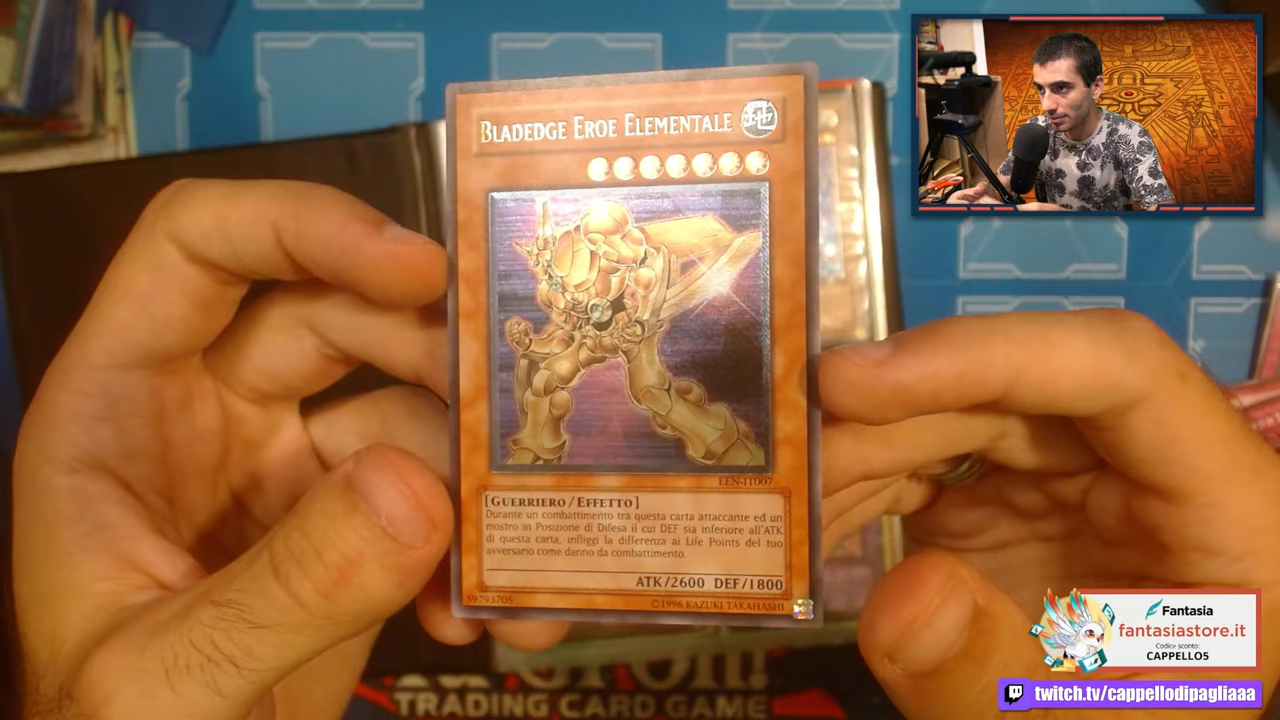 BLADEDGE EROE ELEMENTALE
EEN-IT007
[GUERRIERO/EFFETTO]
Durante un combattimento tra questa carta attaccante ed un
mostro in Posizione di Difesa il cui DEF sia inferiore all'ATK
di questa carta, infliggi la differenza ai Life Points del tuo
avversario come danno da combattimento.
ATK/2600 DEF/1800
59793705
©1996 KAZUKI TAKAHASHI
TRADING CARD GAME
Fantasia
fantasiastore.it
Codice sconto:
CAPPELLO5
twitch.tv/cappellodipagliaaa